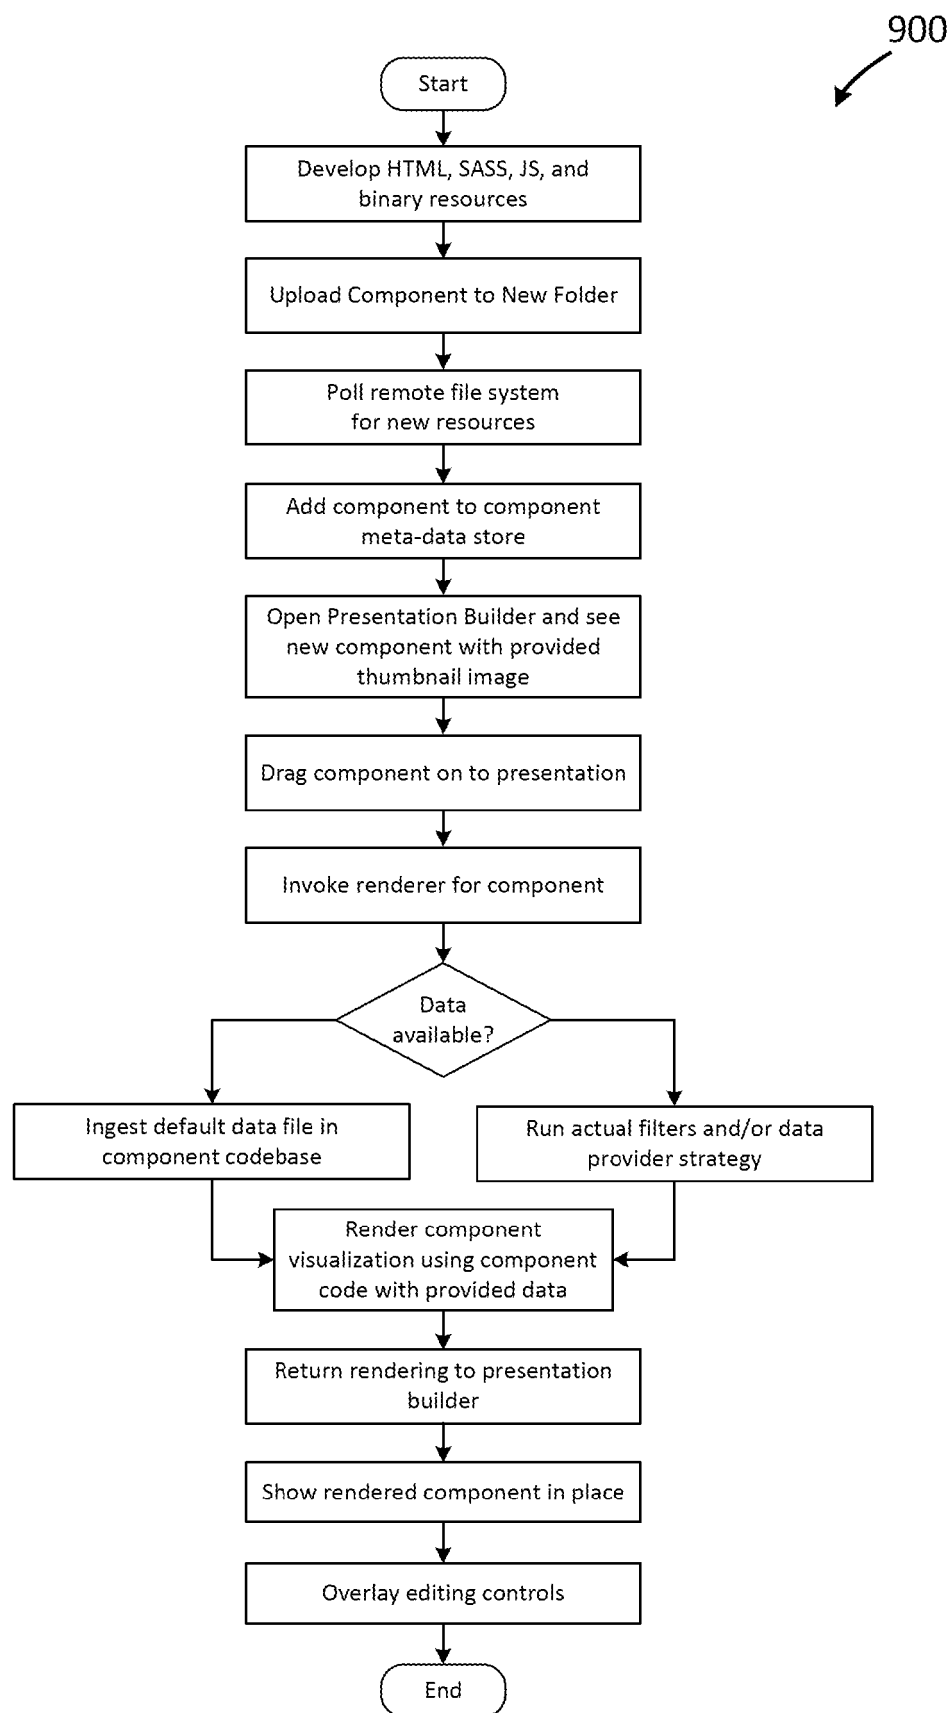 900
Start
Develop HTML, SASS, JS, and
binary resources
Upload Component to New Folder
Poll remote file system
for new resources
Add component to component
meta-data store
Open Presentation Builder and see
new component with provided
thumbnail image
Drag component on to presentation
Invoke renderer for component
Data
available?
Ingest default data file in
component codebase
Run actual filters and/or data
provider strategy
Render component
visualization using component
code with provided data
Return rendering to presentation
builder
Show rendered component in place
Overlay editing controls
End